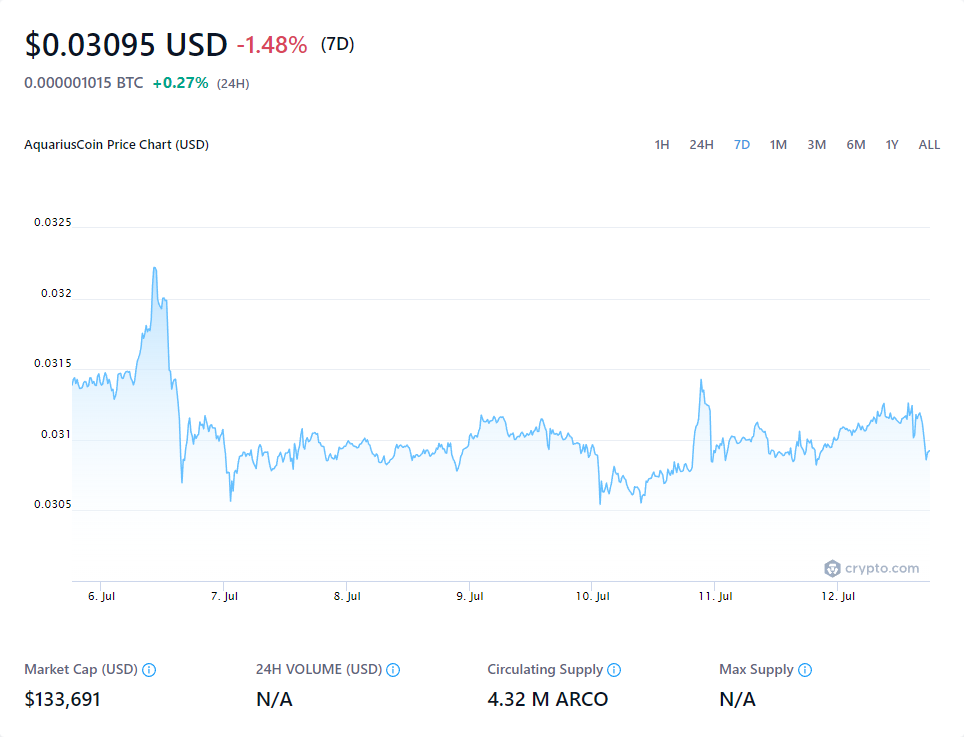 $0.03095 USD -1.48% (7D)
0.000001015 BTC +0.27% (24H)
AquariusCoin Price Chart (USD) 1H 24H 7D 1M 3M 6M 1Y ALL
0.0325
0.032
0.0315
0.031
0.0305
crypto.com
6. Jul 7. Jul 8. Jul 9. Jul 10. Jul 11. Jul 12. Jul
Market Cap (USD) 24H VOLUME (USD) Circulating Supply Max Supply
$133,691 N/A 4.32 M ARCO N/A